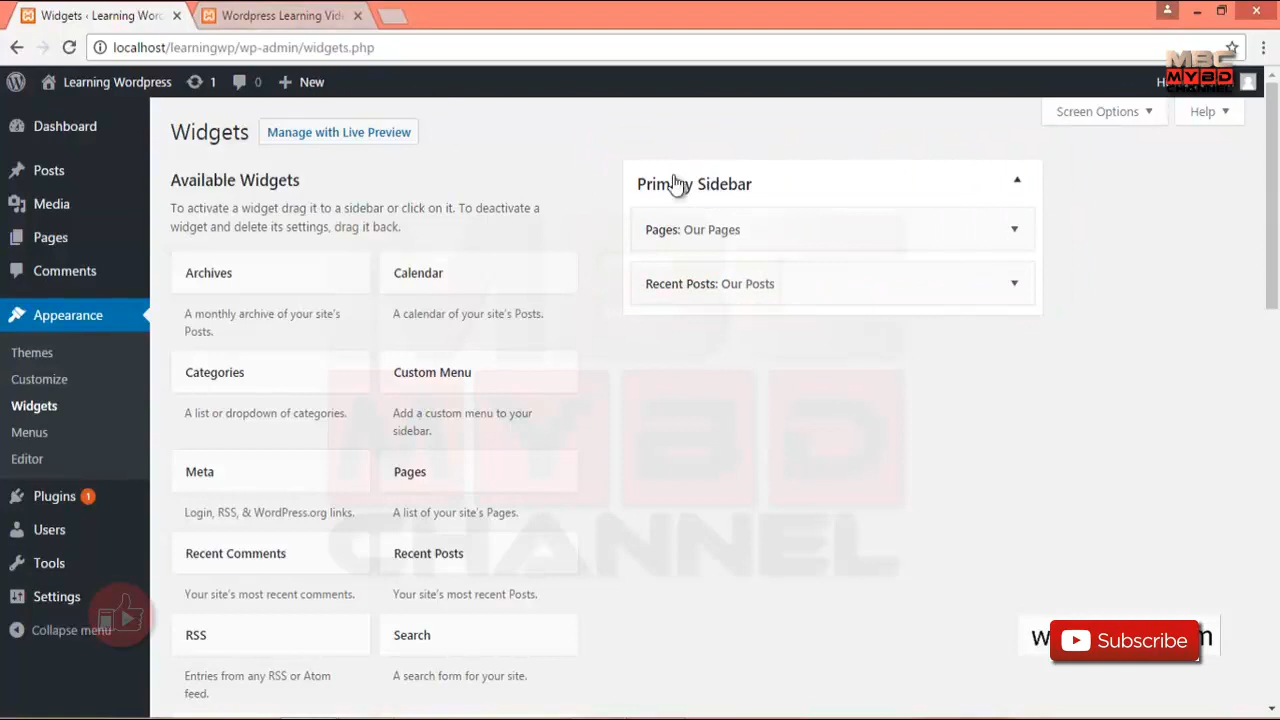 Widgets ‹ Learning Wor
Wordpress Learning Vid
localhost/learningwp/wp-admin/widgets.php
MBC
MYBD
CHANNEL
Learning Wordpress
1
0
New
Screen Options
Help
Dashboard
Posts
Media
Pages
Comments
Appearance
Themes
Customize
Widgets
Menus
Editor
Plugins 1
Users
Tools
Settings
Collapse menu
Widgets
Manage with Live Preview
Available Widgets
To activate a widget drag it to a sidebar or click on it. To deactivate a
widget and delete its settings, drag it back.
Archives
A monthly archive of your site's
Posts.
Calendar
A calendar of your site's Posts.
Categories
A list or dropdown of categories.
Custom Menu
Add a custom menu to your
sidebar.
Meta
Login, RSS, & WordPress.org links.
Pages
A list of your site's Pages.
Recent Comments
Your site's most recent comments.
Recent Posts
Your site's most recent Posts.
RSS
Entries from any RSS or Atom
feed.
Search
A search form for your site.
Primary Sidebar
Pages: Our Pages
Recent Posts: Our Posts
MYBD
CHANNEL
Subscribe